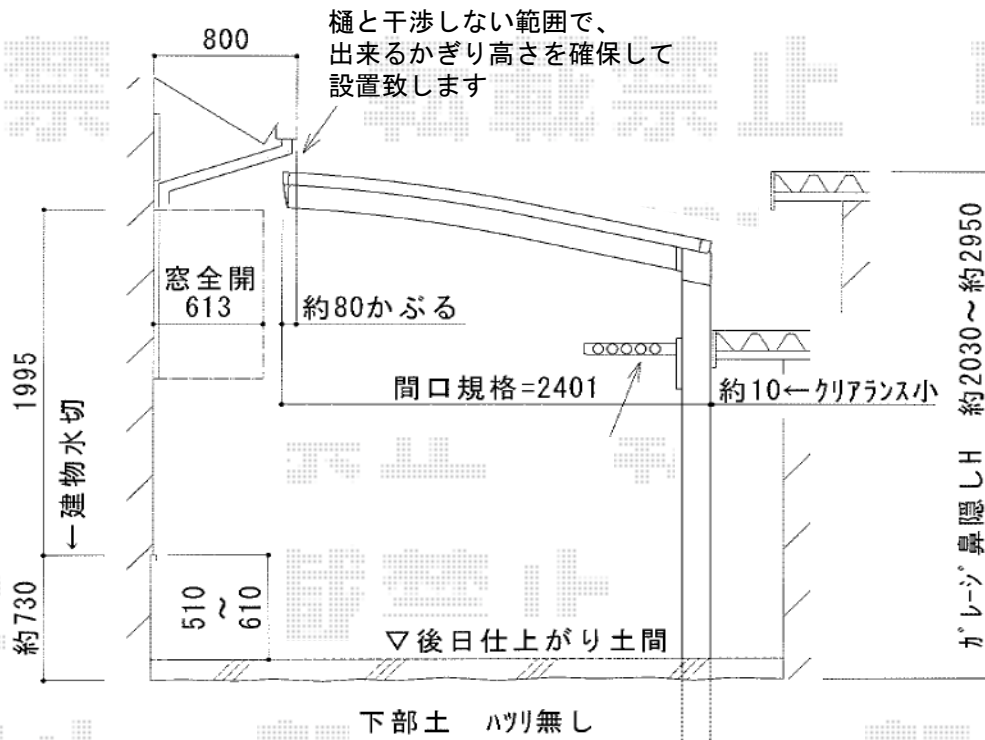 800
樋と干渉しない範囲で、
出来るかぎり高さを確保して
設置致します
窓全開
613
約80かぶる
間口規格=2401
約10←クリアランス小
1995
←建物水切
約730
510
~
610
▽後日仕上がり土間
下部土 ハツリ無し
ガレージ鼻隠しH 約2030~約2950